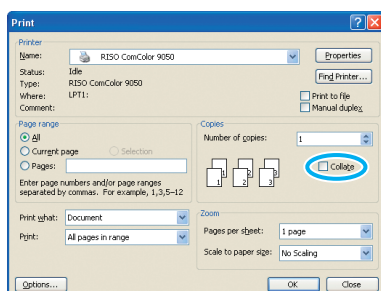 Print
Printer
Name: RISO ComColor 9050 Properties
Status: Idle Find Printer...
Type: RISO ComColor 9050
Where: LPT1: Print to file
Comment: Manual duplex
Page range
All
Current page Selection
Pages:
Enter page numbers and/or page ranges
separated by commas. For example, 1,3,5–12
Copies
Number of copies: 1
1 1 2 2 3 3
Collate
Print what: Document
Print: All pages in range
Zoom
Pages per sheet: 1 page
Scale to paper size: No Scaling
Options... OK Close